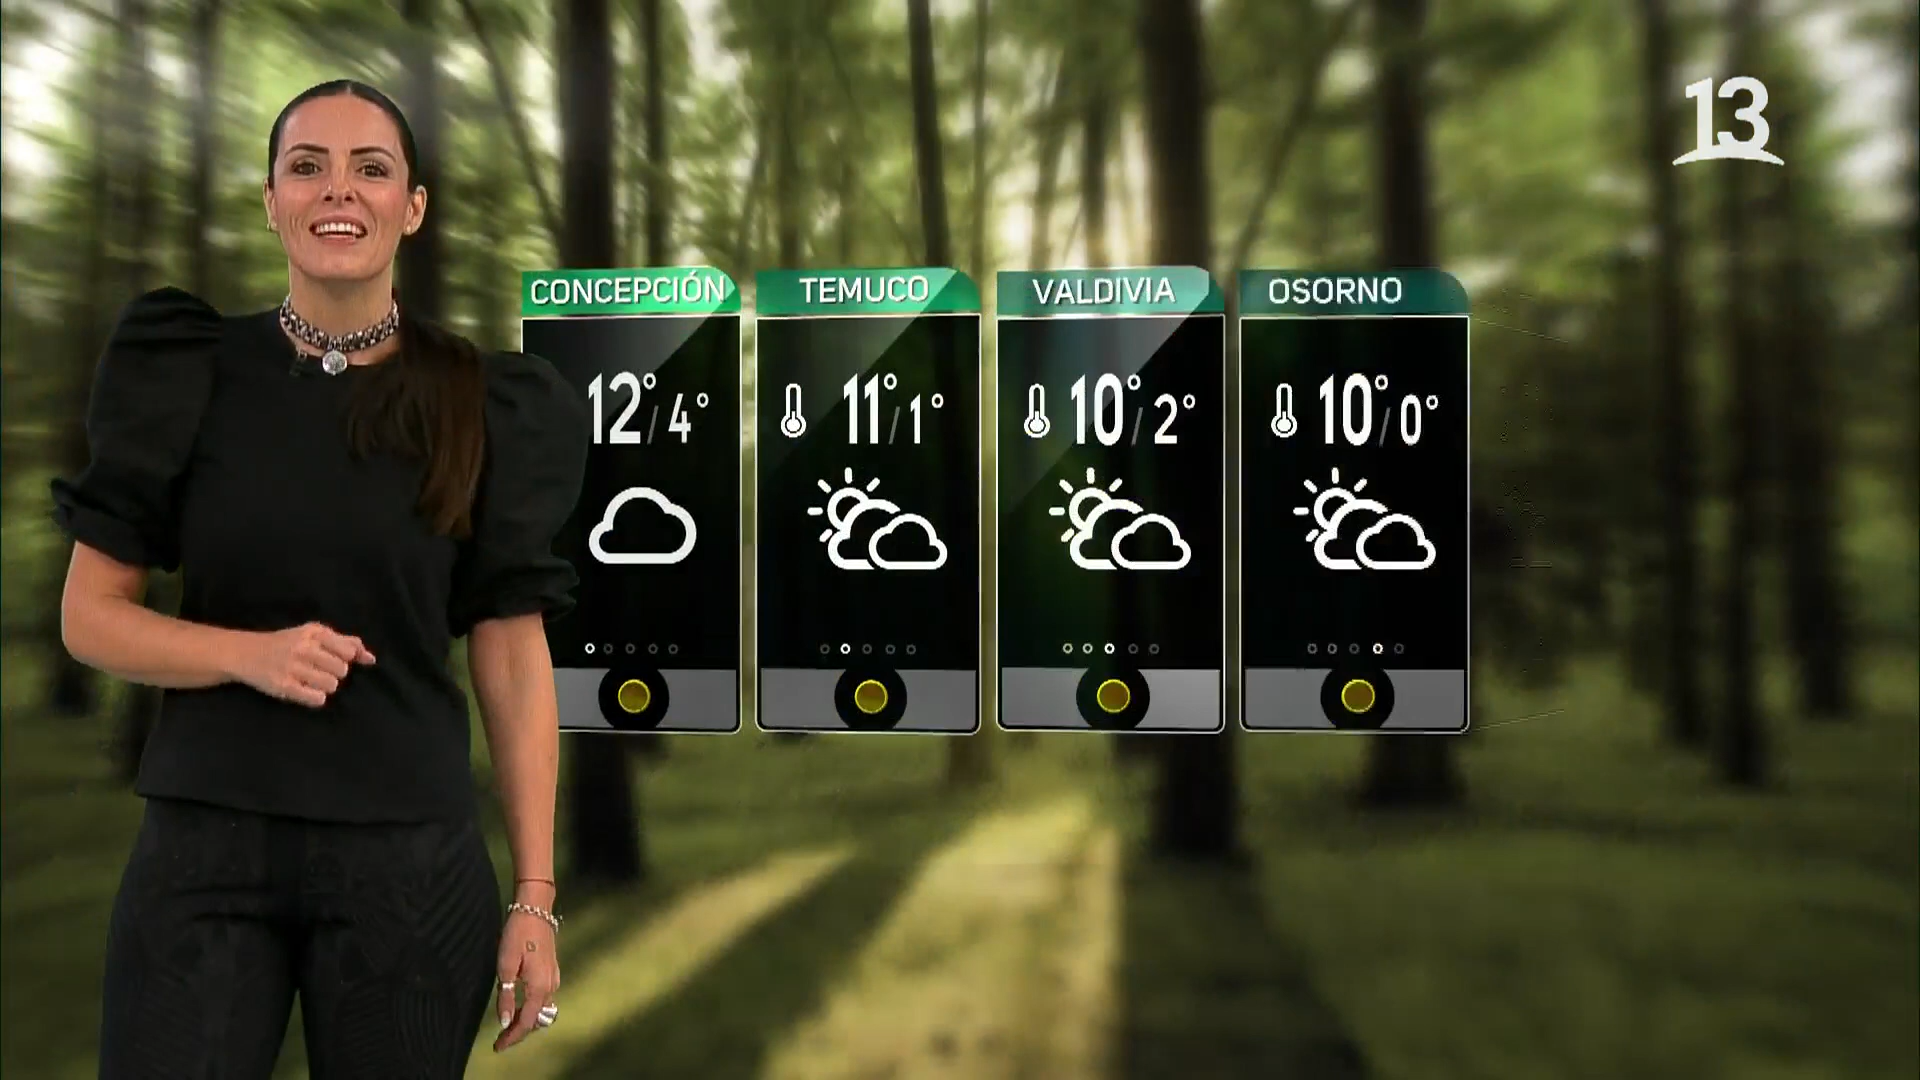 13
CONCEPCIÓN
12°/4°
TEMUCO
11°/1°
VALDIVIA
10°/2°
OSORNO
10°/0°